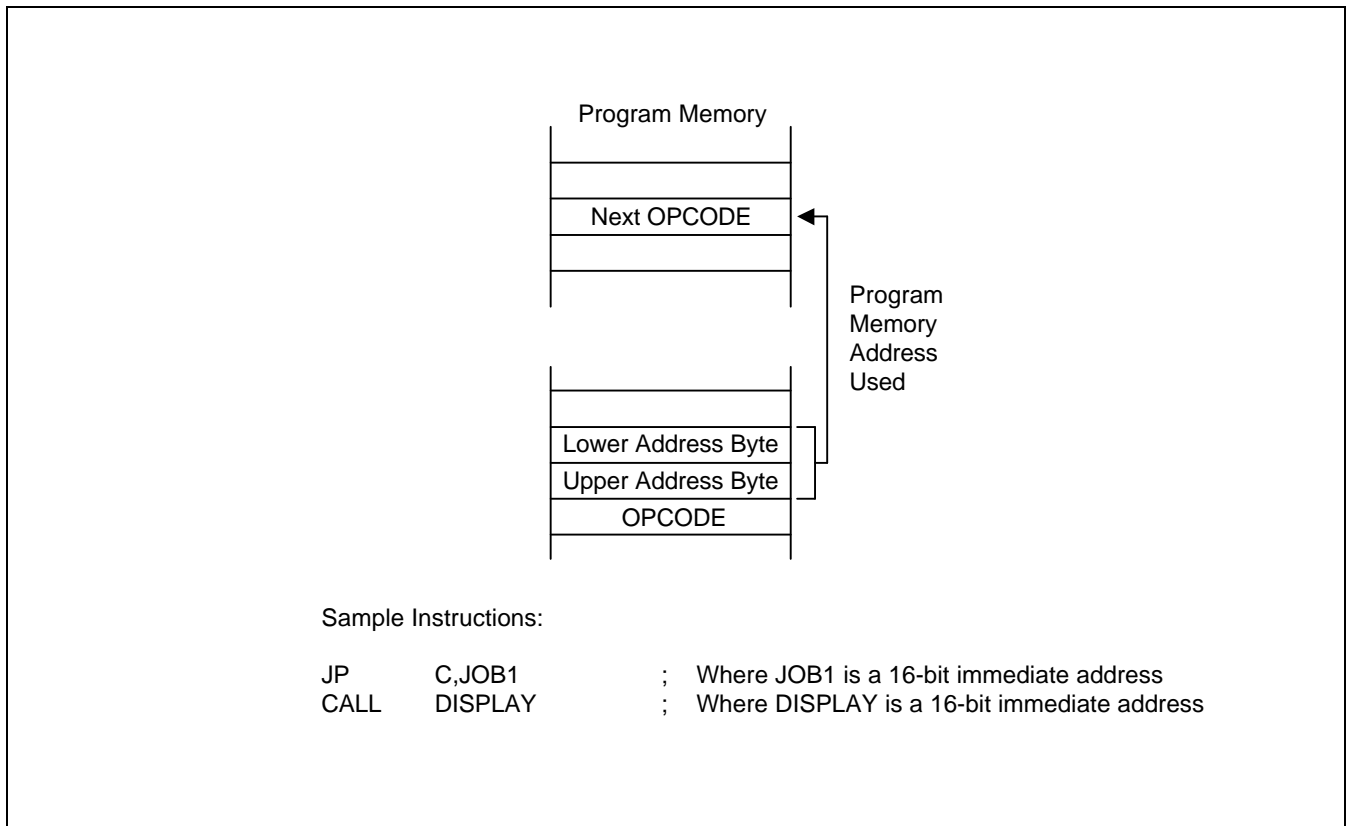 Program Memory
Next OPCODE
Program
Memory
Address
Used
Lower Address Byte
Upper Address Byte
OPCODE
Sample Instructions:
JP C,JOB1 ; Where JOB1 is a 16-bit immediate address
CALL DISPLAY ; Where DISPLAY is a 16-bit immediate address